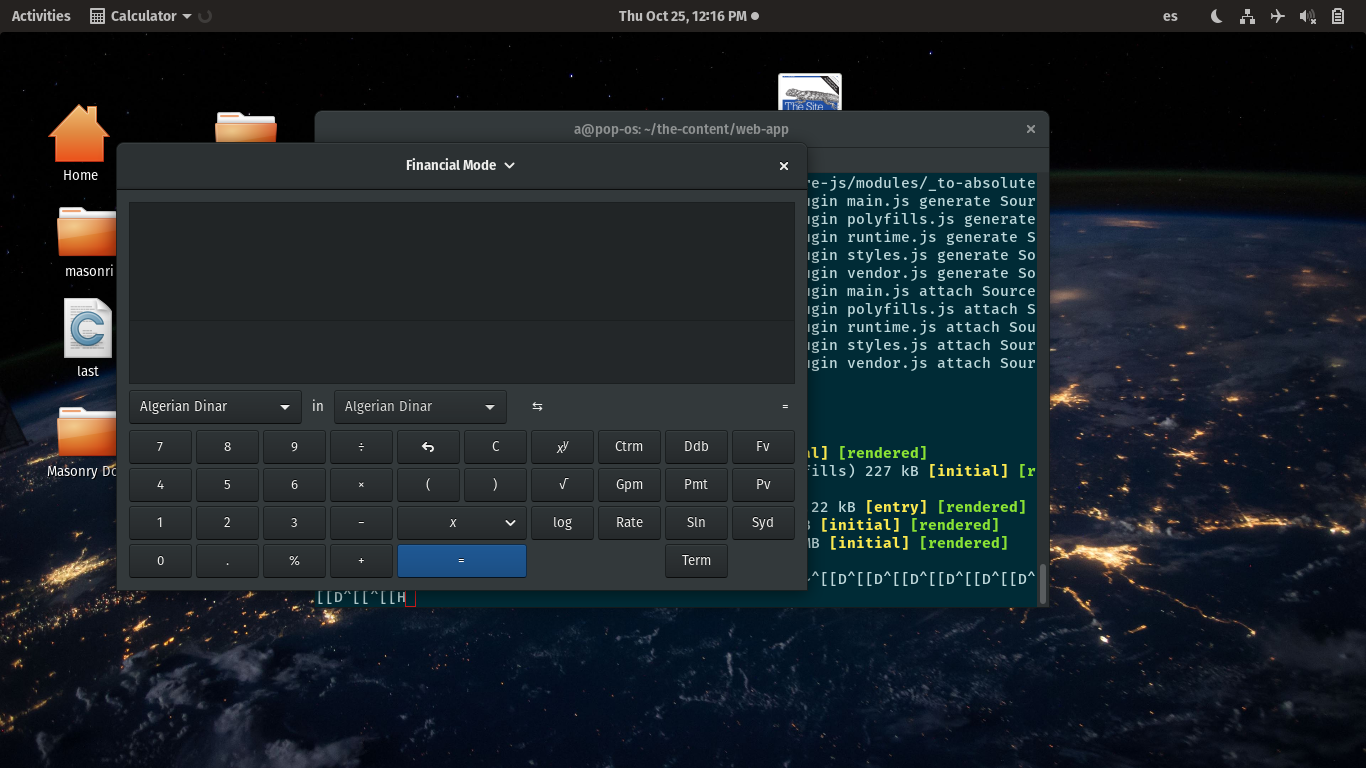 Activities Calculator Thu Oct 25, 12:16 PM es
The Site
Home
masonri
last
Masonry Do
a@pop-os: ~/the-content/web-app
Financial Mode
Algerian Dinar in Algerian Dinar ⇆ =
7 8 9 ÷ C xy Ctrm Ddb Fv
4 5 6 × ( ) √ Gpm Pmt Pv
1 2 3 − x log Rate Sln Syd
0 . % + = Term
re-js/modules/_to-absolute
ugin main.js generate Sour
ugin polyfills.js generate
ugin runtime.js generate S
ugin styles.js generate So
ugin vendor.js generate So
ugin main.js attach Source
ugin polyfills.js attach S
ugin runtime.js attach Sou
ugin styles.js attach Sour
ugin vendor.js attach Sour
al] [rendered]
fills) 227 kB [initial] [r
22 kB [entry] [rendered]
B [initial] [rendered]
MB [initial] [rendered]
^[[D^[[D^[[D^[[D^[[D^[[D^
[[D^[[^[[H